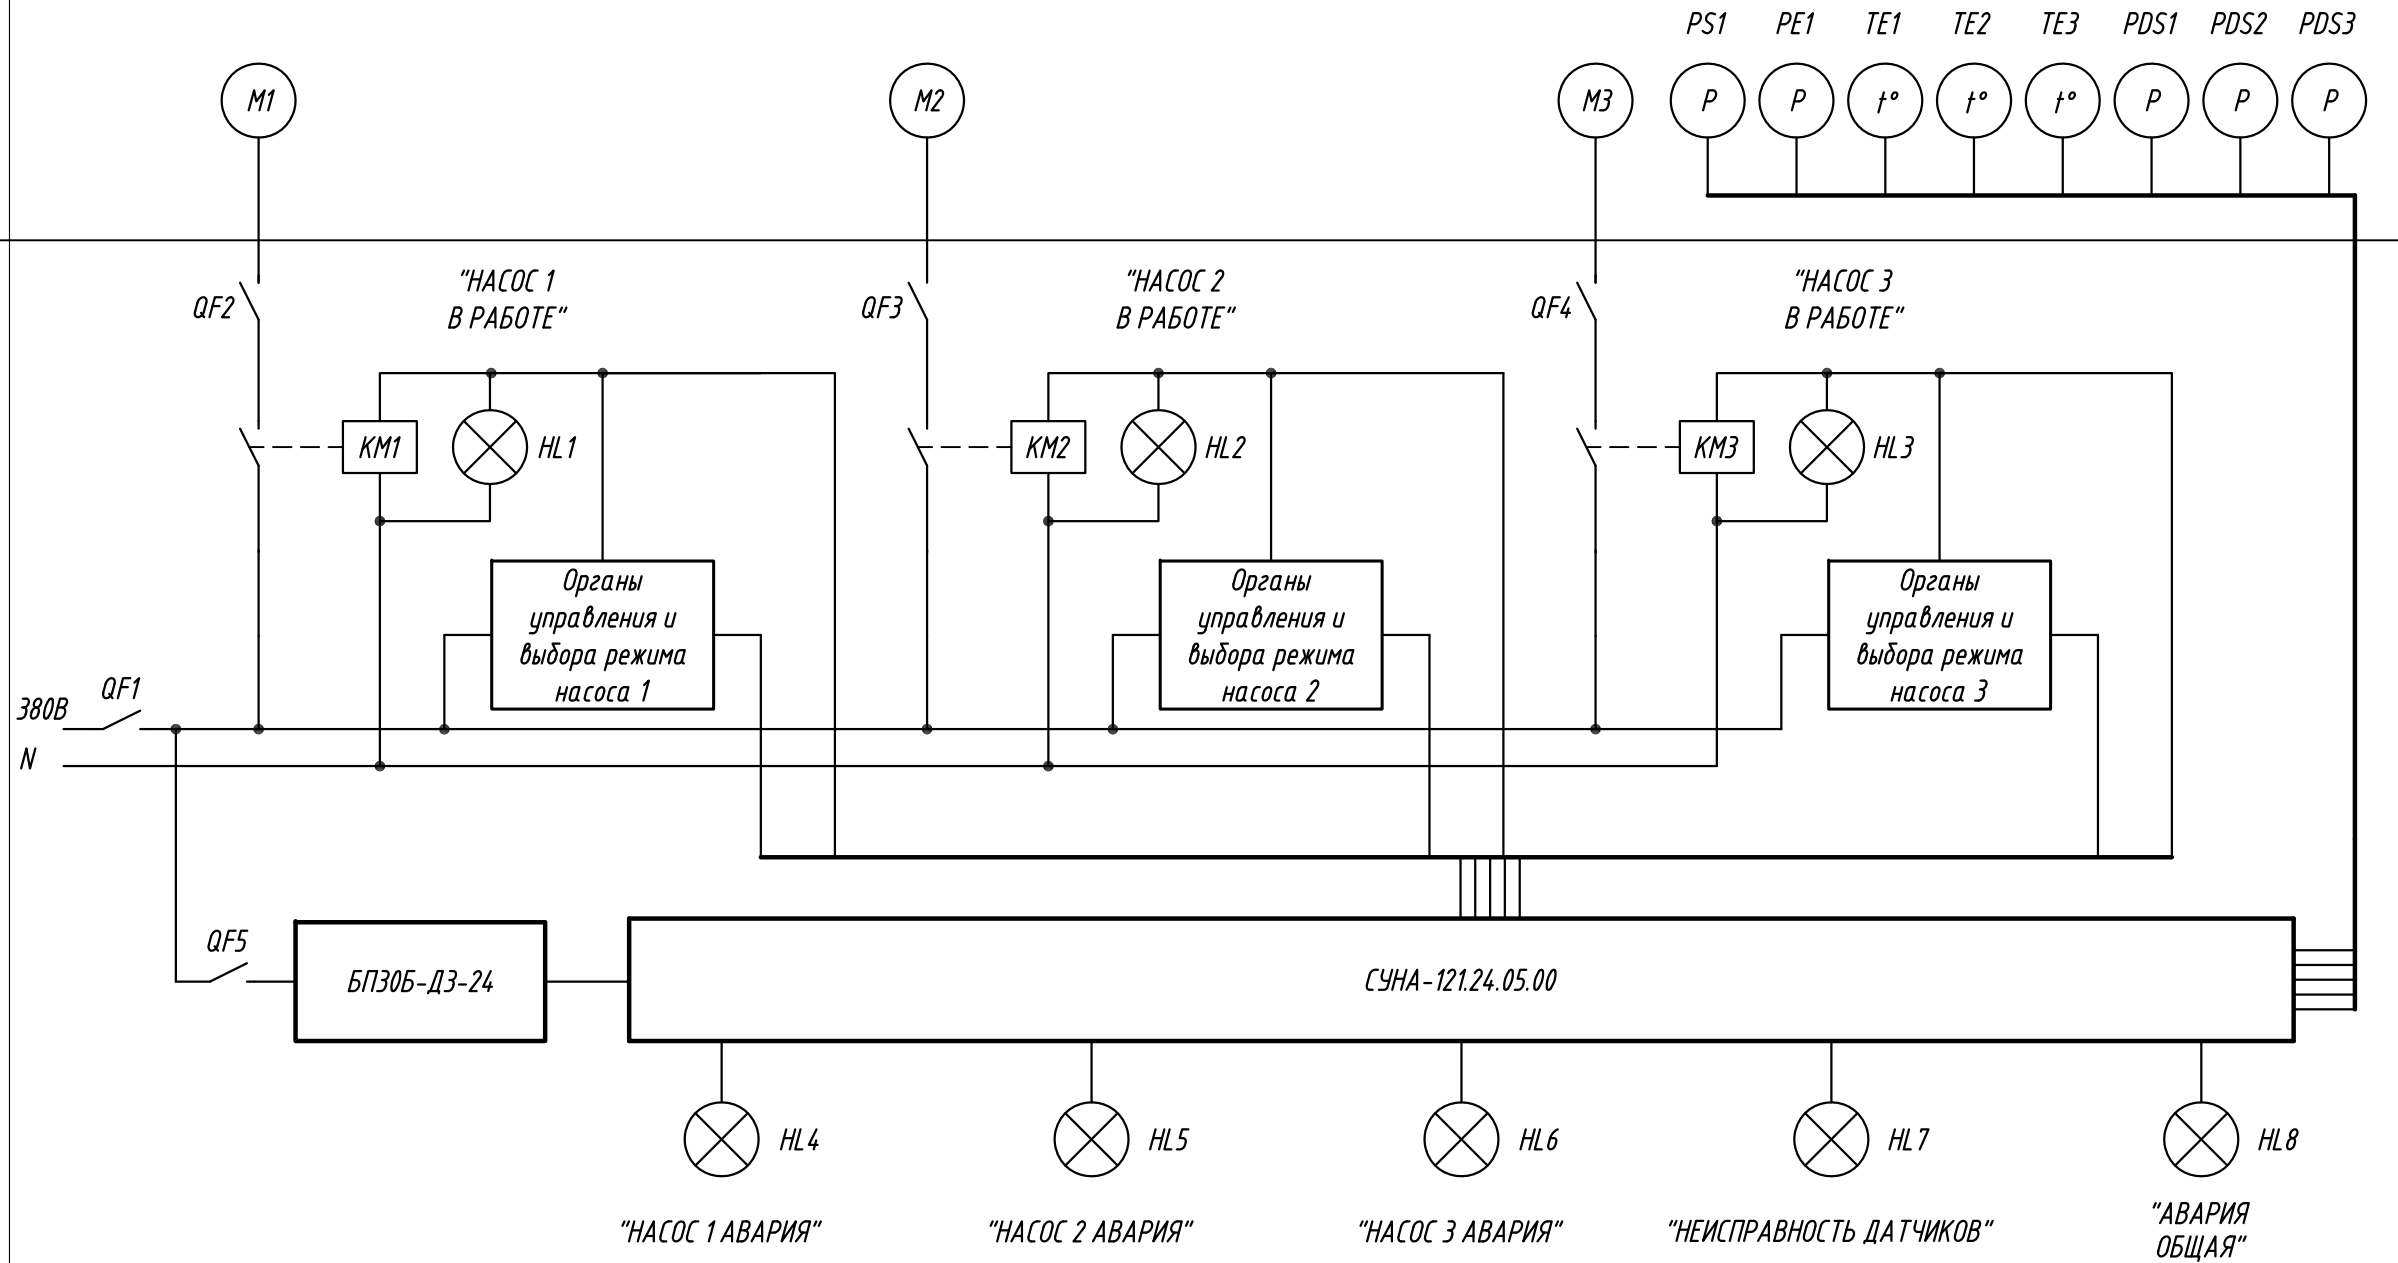 PS1 PE1 TE1 TE2 TE3 PDS1 PDS2 PDS3
M1 M2 M3 P P t° t° t° P P P
"НАСОС 1
В РАБОТЕ"
"НАСОС 2
В РАБОТЕ"
"НАСОС 3
В РАБОТЕ"
QF2 QF3 QF4
KM1 HL1 KM2 HL2 KM3 HL3
Органы
управления и
выбора режима
насоса 1
Органы
управления и
выбора режима
насоса 2
Органы
управления и
выбора режима
насоса 3
QF1
380В
N
QF5
БП30Б-Д3-24
СУНА-121.24.05.00
HL4 HL5 HL6 HL7 HL8
"НАСОС 1 АВАРИЯ"
"НАСОС 2 АВАРИЯ"
"НАСОС 3 АВАРИЯ"
"НЕИСПРАВНОСТЬ ДАТЧИКОВ"
"АВАРИЯ
ОБЩАЯ"